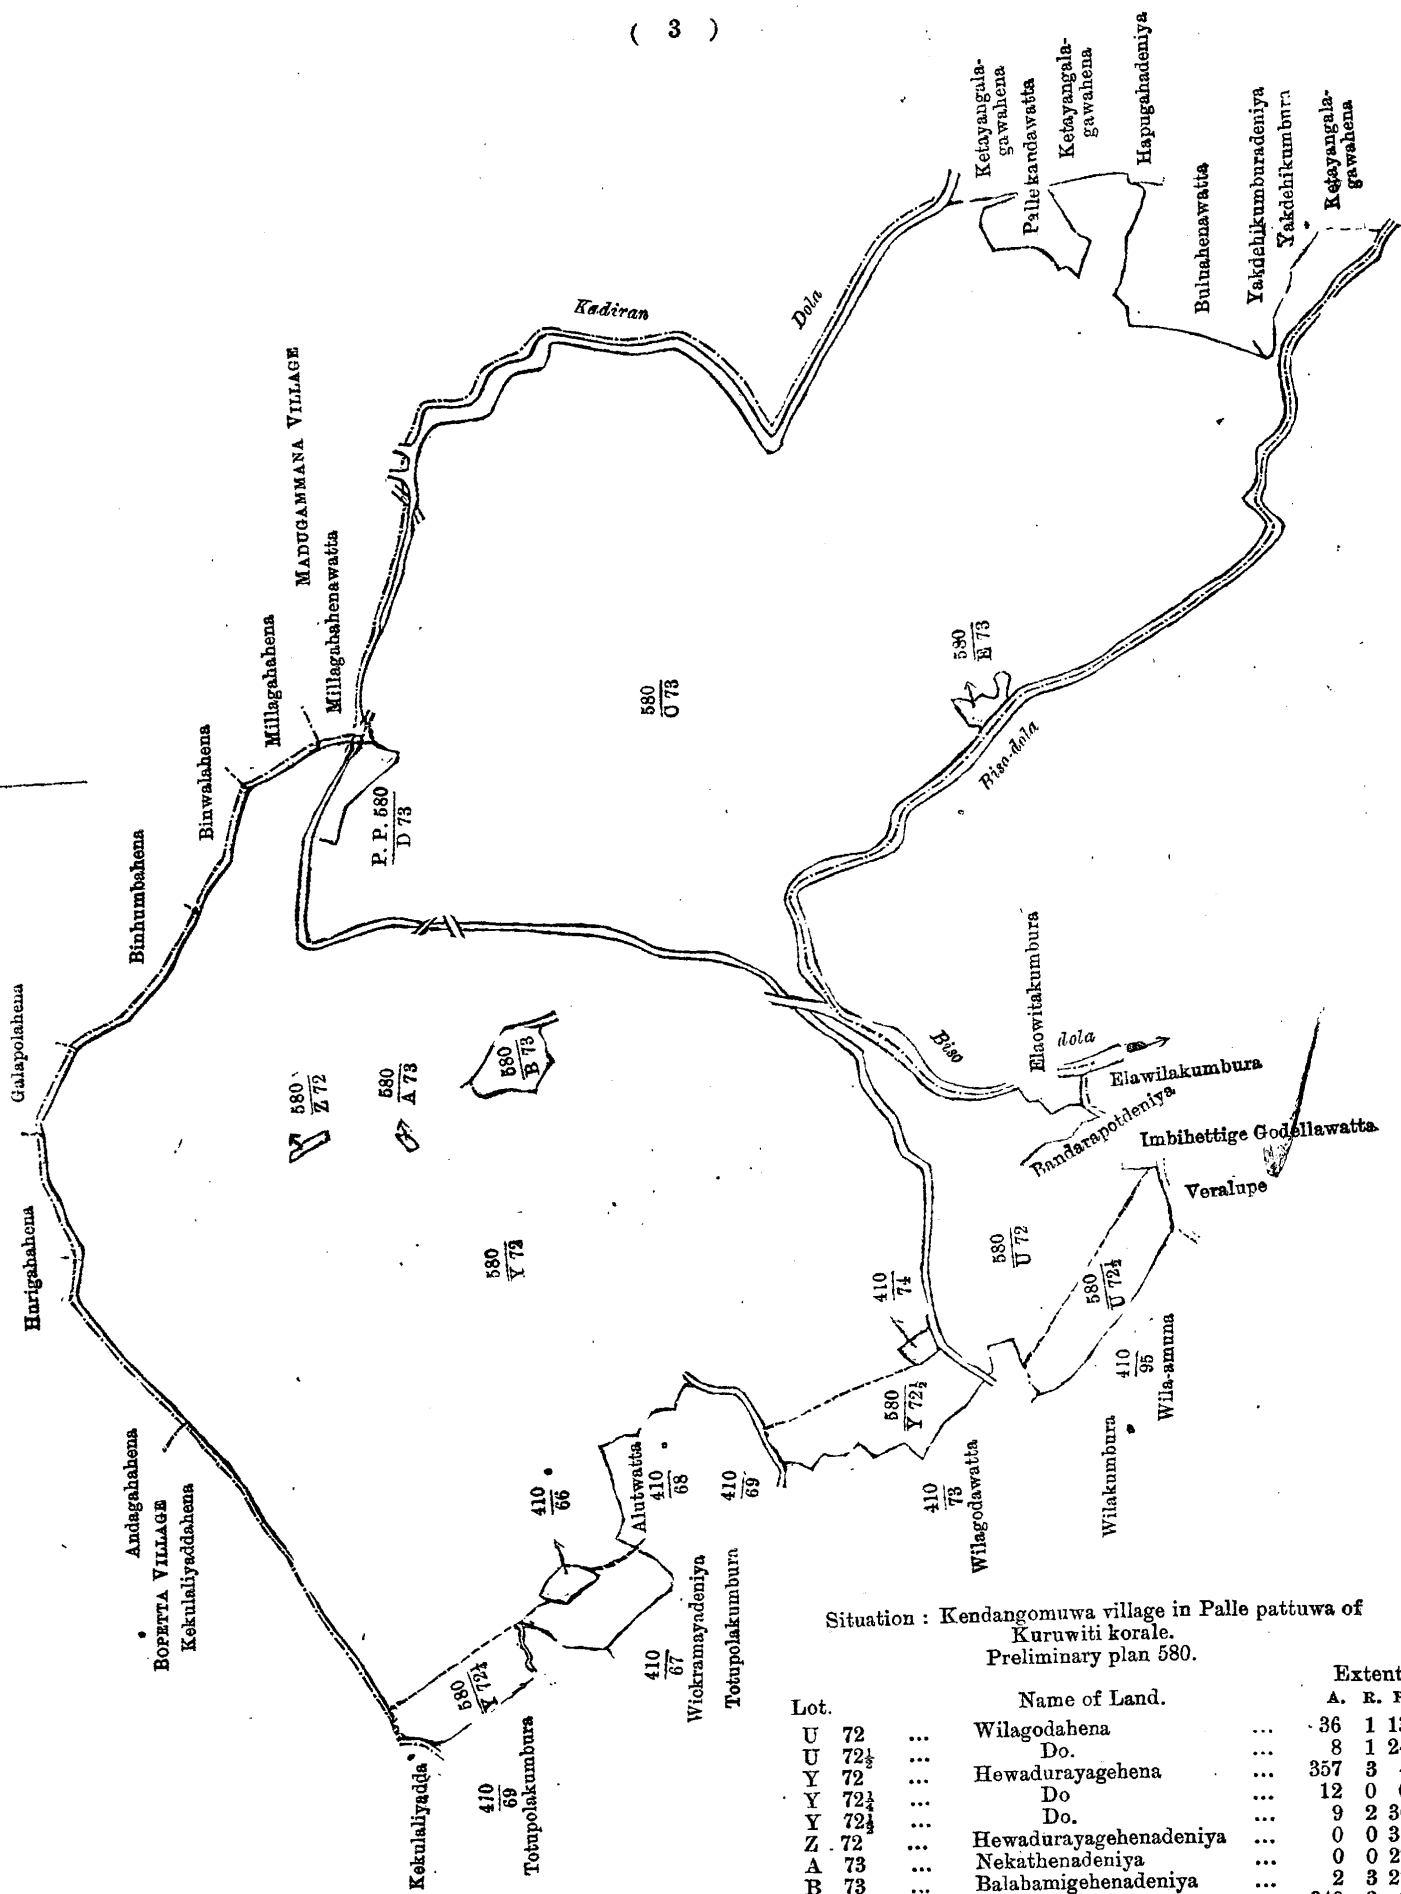 ( 3 )
Ketayangala-
gawahena
Pallekandawatta
Ketayangala-
gawahena
Hapugahadeniya
Buluahenawatta
Yakdehikumburadeniya
Yakdehikumbura
Ketayangala-
gawahena
Kadiran
Dola
MADUGAMMANA VILLAGE
Millagahahenawatta
Millagahahena
Binwalahena
Binhumbahena
Galapolahena
Hurigahahena
Andagahahena
BOPETTA VILLAGE
Kekulaliyaddahena
580
C 73
580
E 73
Biso-dola
P. P. 580
D 73
580
Z 72
580
A 73
580
B 73
580
Y 72
Biso
dola
Elaowitakumbura
Elawilakumbura
Bandarapotdeniya
Imbihettige Godellawatta
Veralupe
580
U 72
580
U 72½
410
74
580
Y 72½
410
95
Wila-amuna
Wilakumbura
410
73
Wilagodawatta
410
66
Alutwatta
410
68
410
69
410
67
Wickramayadeniya
Totupolakumbura
580
Y 72¼
Kekulaliyadda
410
69
Totupolakumbura
Situation : Kendangomuwa village in Palle pattuwa of
Kuruwiti korale.
Preliminary plan 580.
Extent
Lot. Name of Land. A. R.
U 72 ... Wilagodahena ... 36 1
U 72½ ... Do. ... 8 1
Y 72 ... Hewadurayagehena ... 357 3
Y 72¼ ... Do ... 12 0
Y 72½ ... Do. ... 9 2
Z 72 ... Hewadurayagehenadeniya ... 0 0
A 73 ... Nekathenadeniya ... 0 0
B 73 ... Balahamigehenadeniya ... 2 3